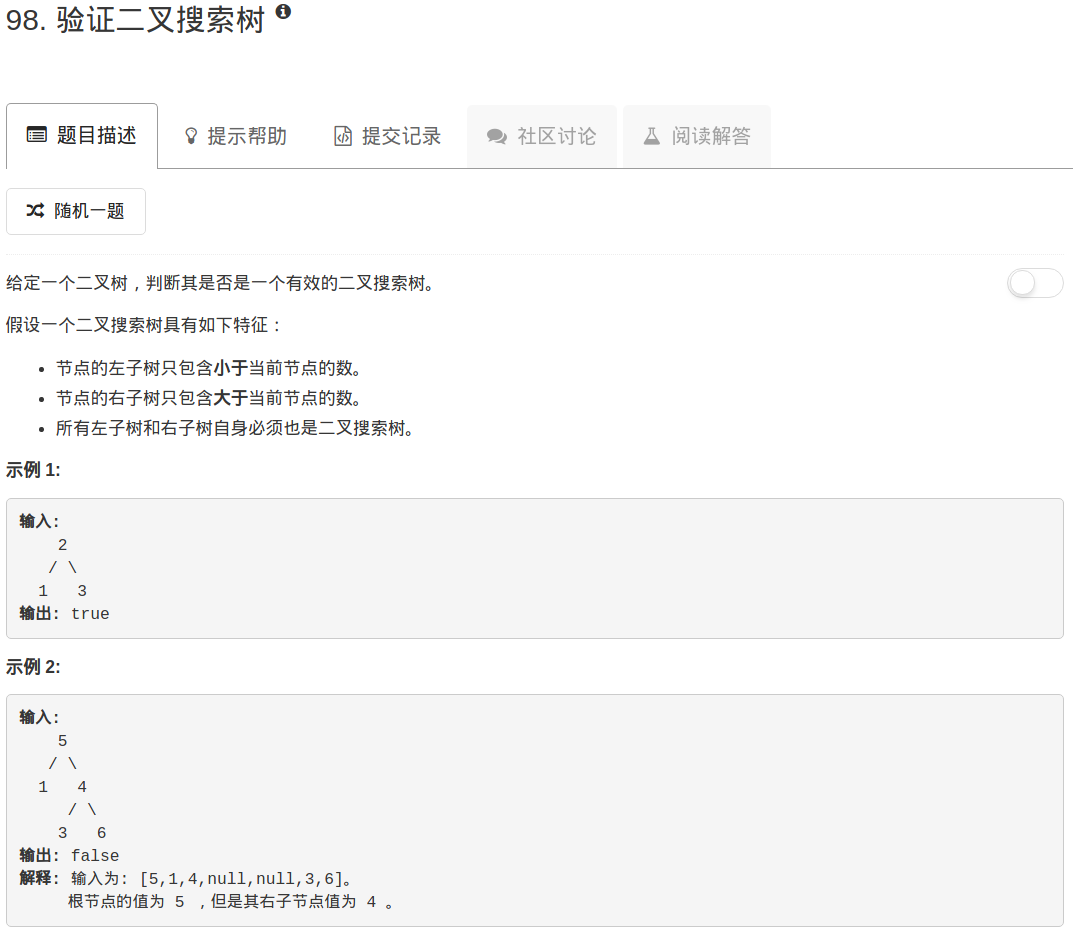 98. 验证二叉搜索树
题目描述 提示帮助 提交记录 社区讨论 阅读解答
随机一题
给定一个二叉树，判断其是否是一个有效的二叉搜索树。
假设一个二叉搜索树具有如下特征：
• 节点的左子树只包含小于当前节点的数。
• 节点的右子树只包含大于当前节点的数。
• 所有左子树和右子树自身必须也是二叉搜索树。
示例 1:
输入:
    2
   / \
  1   3
输出: true
示例 2:
输入:
    5
   / \
  1   4
     / \
    3   6
输出: false
解释: 输入为: [5,1,4,null,null,3,6]。
     根节点的值为 5 ，但是其右子节点值为 4 。